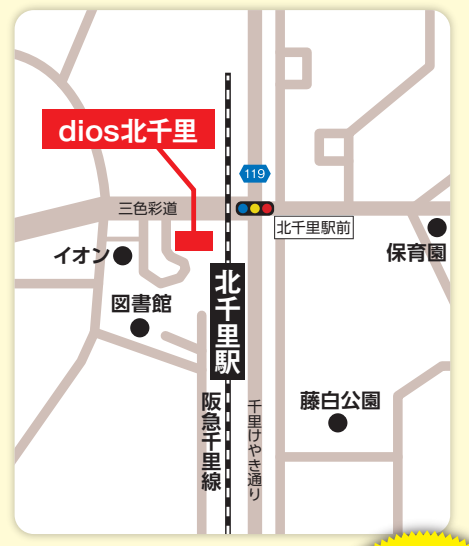 dios北千里
119
三色彩道
北千里駅前
保育園
イオン
図書館
北千里駅
阪急千里線
千里けやき通り
藤白公園